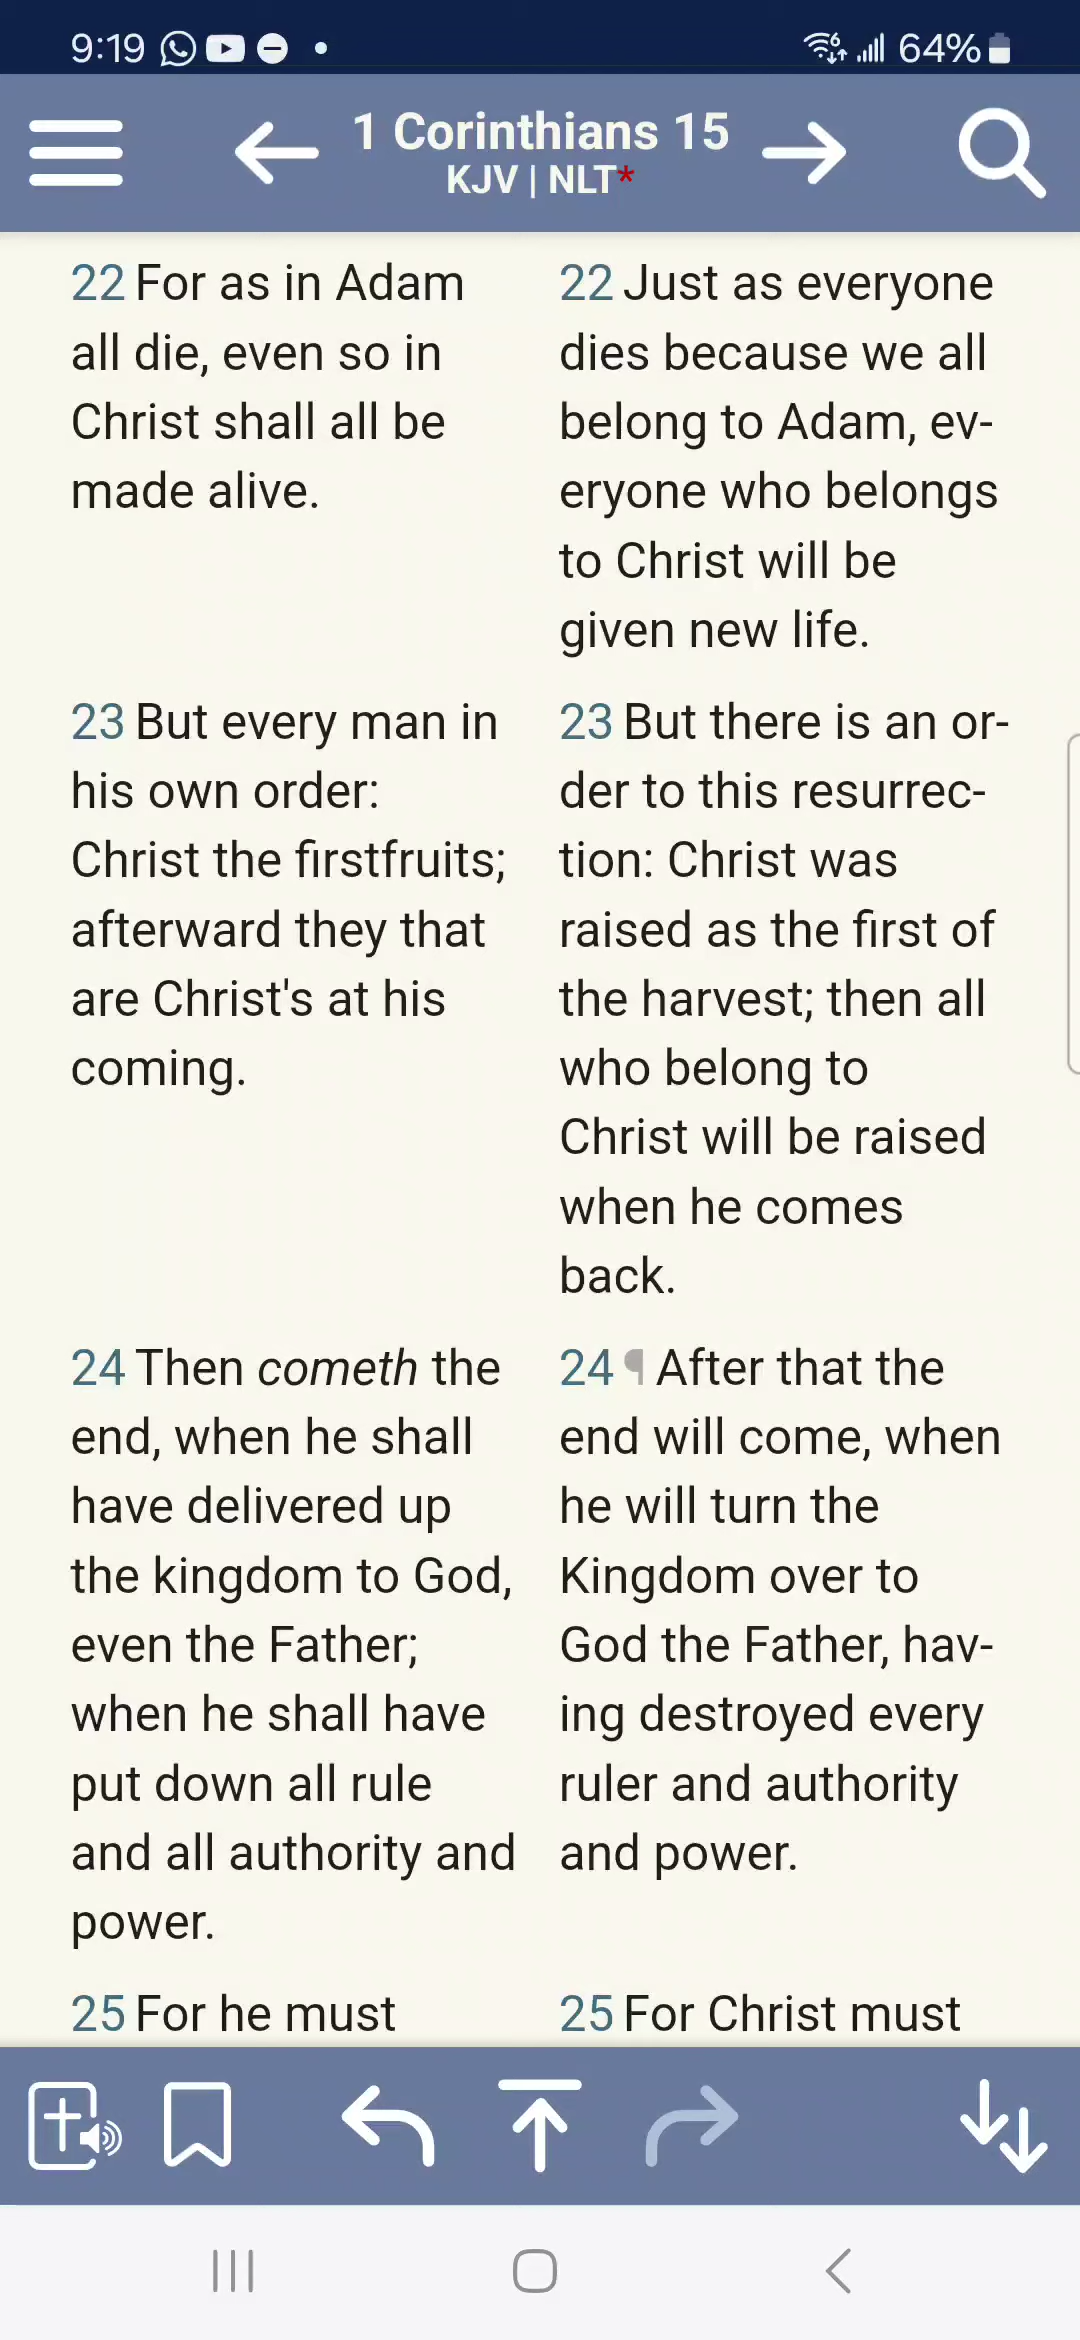 9:19
64%
1 Corinthians 15
KJV | NLT*
22 For as in Adam
all die, even so in
Christ shall all be
made alive.
22 Just as everyone
dies because we all
belong to Adam, ev-
eryone who belongs
to Christ will be
given new life.
23 But every man in
his own order:
Christ the firstfruits;
afterward they that
are Christ's at his
coming.
23 But there is an or-
der to this resurrec-
tion: Christ was
raised as the first of
the harvest; then all
who belong to
Christ will be raised
when he comes
back.
24 Then cometh the
end, when he shall
have delivered up
the kingdom to God,
even the Father;
when he shall have
put down all rule
and all authority and
power.
24 ¶ After that the
end will come, when
he will turn the
Kingdom over to
God the Father, hav-
ing destroyed every
ruler and authority
and power.
25 For he must
25 For Christ must